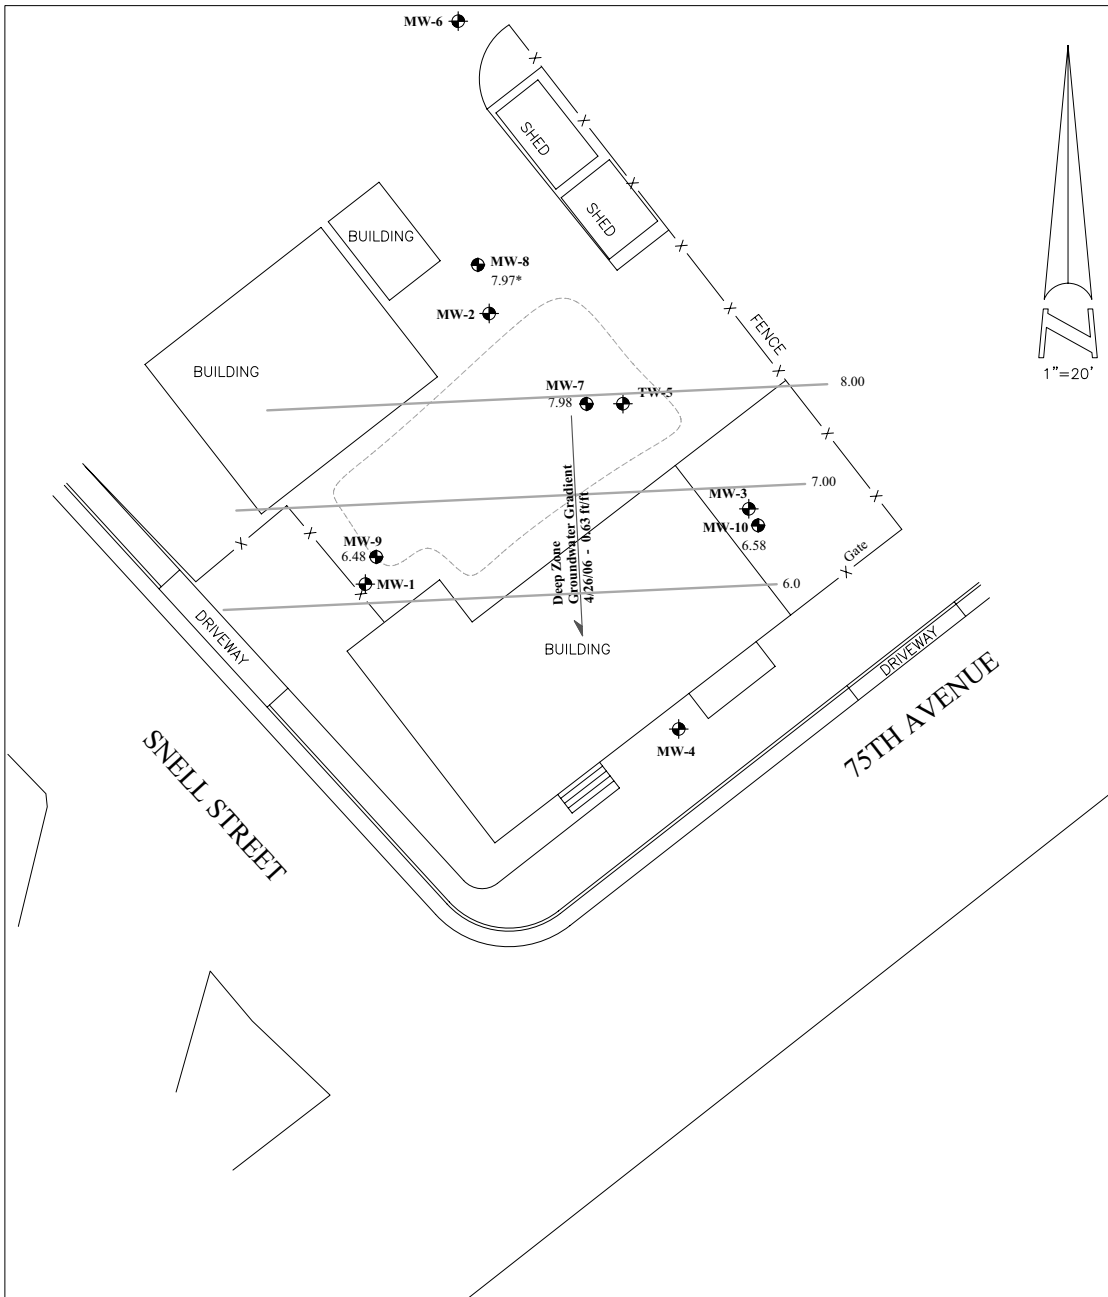 MW-6
SHED
SHED
BUILDING
MW-8
7.97*
MW-2
FENCE
BUILDING
1"=20'
8.00
MW-7
7.98
TW-5
7.00
MW-3
MW-10
6.58
Gate
MW-9
6.48
MW-1
Deep Zone
Groundwater Gradient
4/26/06 - 0.63 ft/ft
6.0
DRIVEWAY
BUILDING
DRIVEWAY
MW-4
SNELL STREET
75TH AVENUE